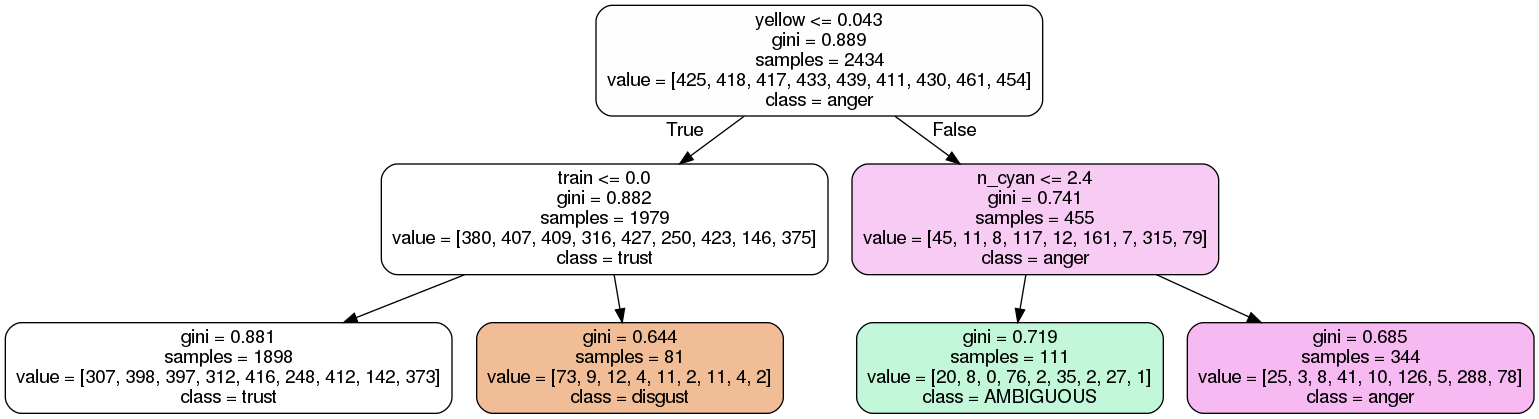 yellow <= 0.043
gini = 0.889
samples = 2434
value = [425, 418, 417, 433, 439, 411, 430, 461, 454]
class = anger
True
False
train <= 0.0
gini = 0.882
samples = 1979
value = [380, 407, 409, 316, 427, 250, 423, 146, 375]
class = trust
n_cyan <= 2.4
gini = 0.741
samples = 455
value = [45, 11, 8, 117, 12, 161, 7, 315, 79]
class = anger
gini = 0.881
samples = 1898
value = [307, 398, 397, 312, 416, 248, 412, 142, 373]
class = trust
gini = 0.644
samples = 81
value = [73, 9, 12, 4, 11, 2, 11, 4, 2]
class = disgust
gini = 0.719
samples = 111
value = [20, 8, 0, 76, 2, 35, 2, 27, 1]
class = AMBIGUOUS
gini = 0.685
samples = 344
value = [25, 3, 8, 41, 10, 126, 5, 288, 78]
class = anger